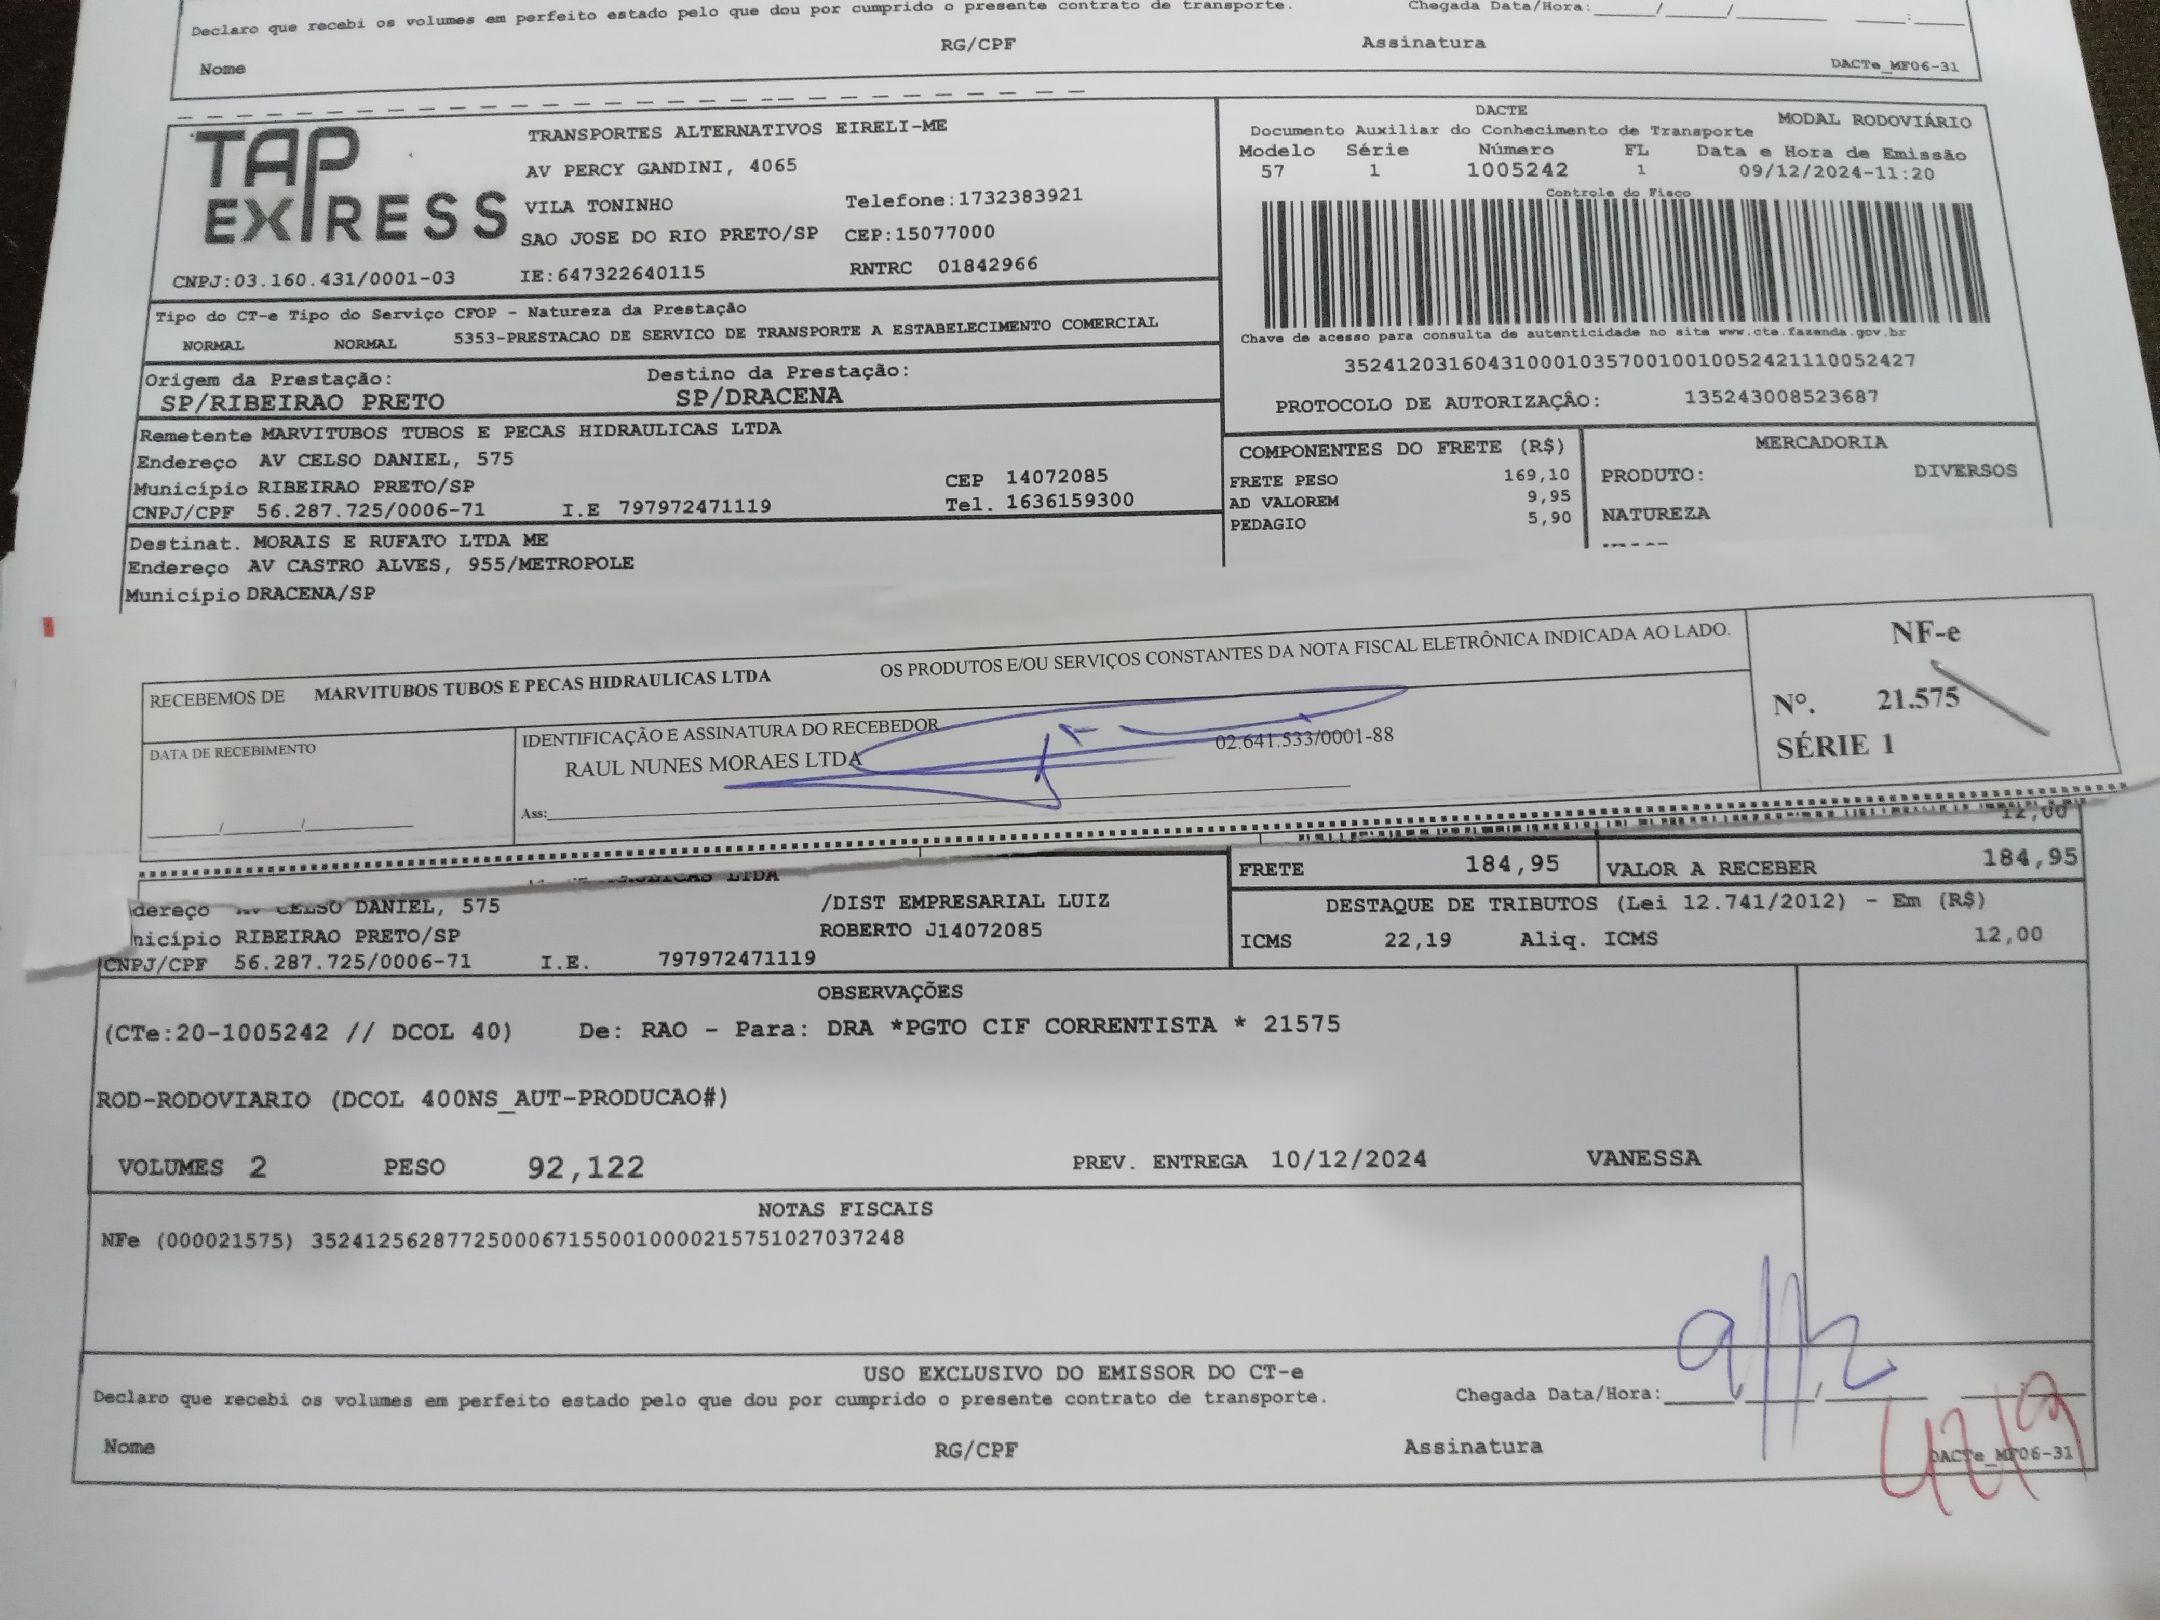 Declaro que recebi os volumes em perfeito estado pelo que dou por cumprido o presente contrato de transporte. Chegada Data/Hora:____/____/______ ___:___
Nome RG/CPF Assinatura
DACTe_MF06-31
TAP EXPRESS
TRANSPORTES ALTERNATIVOS EIRELI-ME
AV PERCY GANDINI, 4065
VILA TONINHO Telefone:1732383921
SAO JOSE DO RIO PRETO/SP CEP:15077000
CNPJ:03.160.431/0001-03 IE:647322640115 RNTRC 01842966
DACTE MODAL RODOVIÁRIO
Documento Auxiliar do Conhecimento de Transporte
Modelo Série Número FL Data e Hora de Emissão
57 1 1005242 1 09/12/2024-11:20
Controle do Fisco
Chave de acesso para consulta de autenticidade no site www.cte.fazenda.gov.br
35241203160431000103570010010052421110052427
PROTOCOLO DE AUTORIZAÇÃO: 135243008523687
Tipo do CT-e Tipo do Serviço CFOP - Natureza da Prestação
NORMAL NORMAL 5353-PRESTACAO DE SERVICO DE TRANSPORTE A ESTABELECIMENTO COMERCIAL
Origem da Prestação: Destino da Prestação:
SP/RIBEIRAO PRETO SP/DRACENA
Remetente MARVITUBOS TUBOS E PECAS HIDRAULICAS LTDA
Endereço AV CELSO DANIEL, 575
Município RIBEIRAO PRETO/SP CEP 14072085
CNPJ/CPF 56.287.725/0006-71 I.E 797972471119 Tel. 1636159300
COMPONENTES DO FRETE (R$)
FRETE PESO 169,10
AD VALOREM 9,95
PEDAGIO 5,90
MERCADORIA
PRODUTO: DIVERSOS
NATUREZA
Destinat. MORAIS E RUFATO LTDA ME
Endereço AV CASTRO ALVES, 955/METROPOLE
Município DRACENA/SP
RECEBEMOS DE MARVITUBOS TUBOS E PECAS HIDRAULICAS LTDA OS PRODUTOS E/OU SERVIÇOS CONSTANTES DA NOTA FISCAL ELETRÔNICA INDICADA AO LADO.
DATA DE RECEBIMENTO
IDENTIFICAÇÃO E ASSINATURA DO RECEBEDOR
RAUL NUNES MORAES LTDA 02.641.533/0001-88
Ass:
NF-e
Nº. 21.575
SÉRIE 1
12,00
FRETE 184,95 VALOR A RECEBER 184,95
LTDA
dereço AV CELSO DANIEL, 575 /DIST EMPRESARIAL LUIZ
nicípio RIBEIRAO PRETO/SP ROBERTO J14072085
CNPJ/CPF 56.287.725/0006-71 I.E. 797972471119
DESTAQUE DE TRIBUTOS (Lei 12.741/2012) - Em (R$)
ICMS 22,19 Aliq. ICMS 12,00
OBSERVAÇÕES
(CTe:20-1005242 // DCOL 40) De: RAO - Para: DRA *PGTO CIF CORRENTISTA * 21575
ROD-RODOVIARIO (DCOL 400NS_AUT-PRODUCAO#)
VOLUMES 2 PESO 92,122 PREV. ENTREGA 10/12/2024 VANESSA
NOTAS FISCAIS
NFe (000021575) 35241256287725000671550010000215751027037248
USO EXCLUSIVO DO EMISSOR DO CT-e
Declaro que recebi os volumes em perfeito estado pelo que dou por cumprido o presente contrato de transporte. Chegada Data/Hora:
Nome RG/CPF Assinatura
DACTe_MF06-31